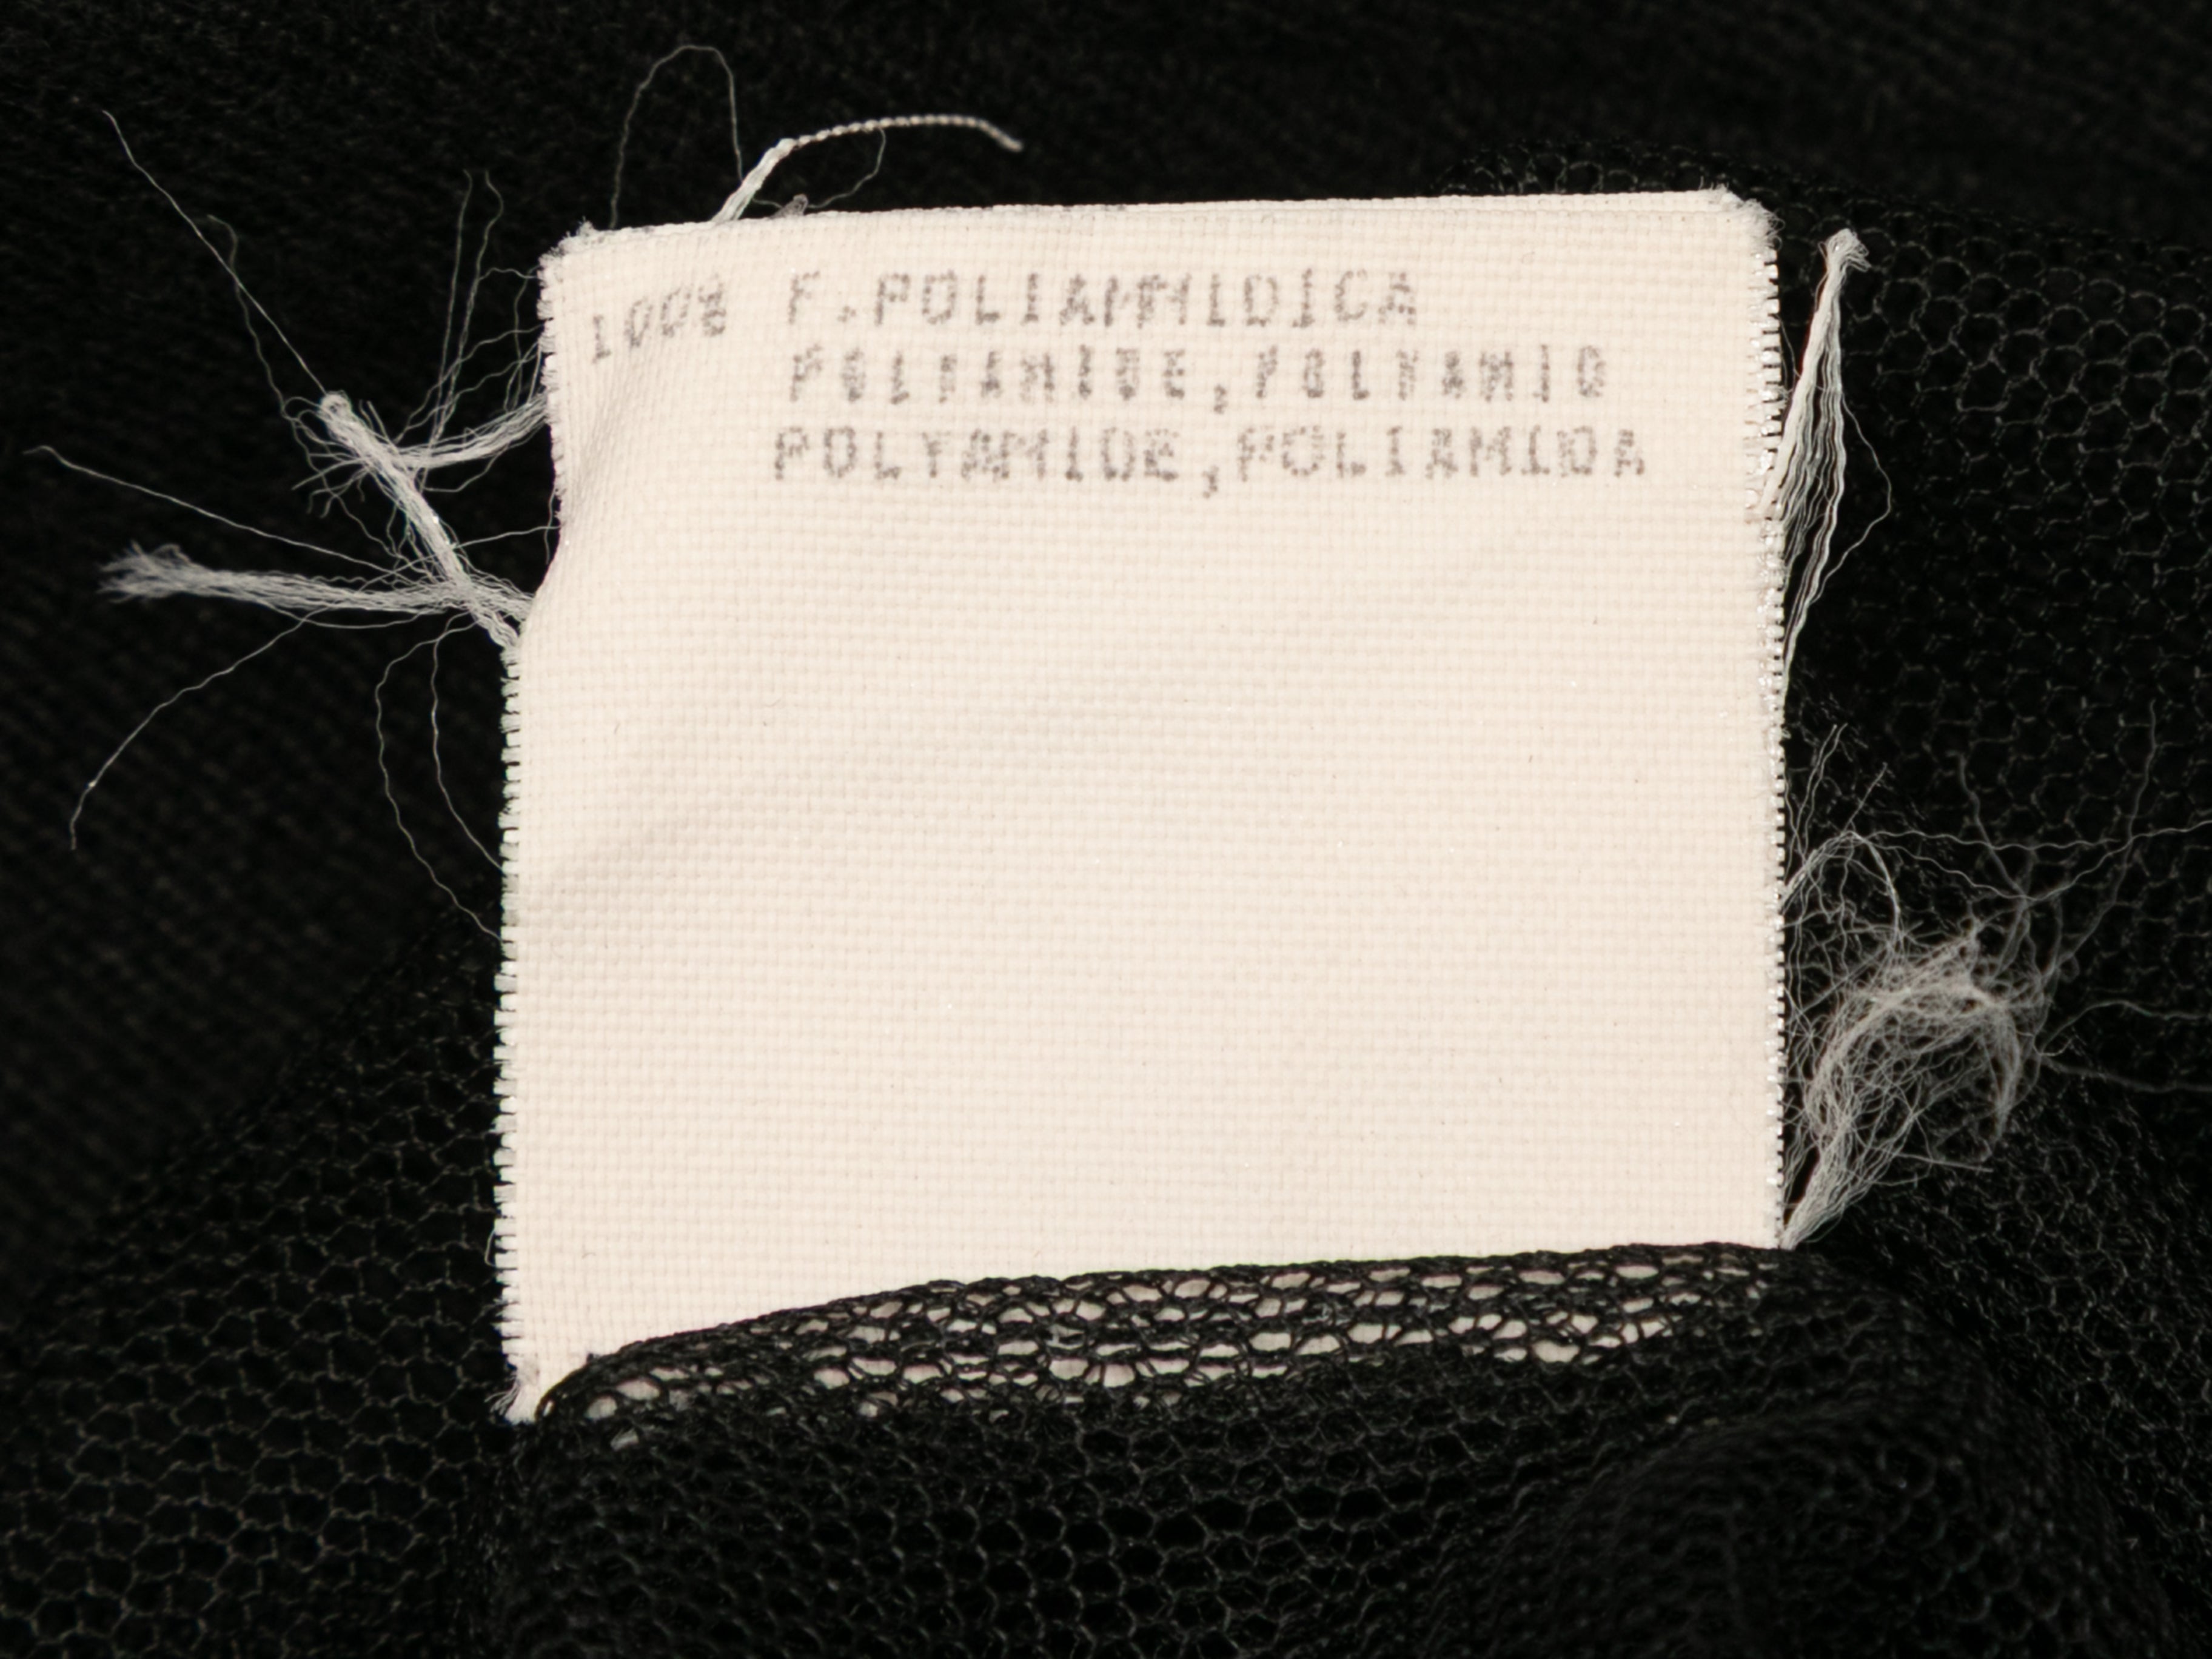 100% F.POLIAMMIDICA
POLYAMIDE,POLYAMID
POLYAMIDE,POLIAMIDA